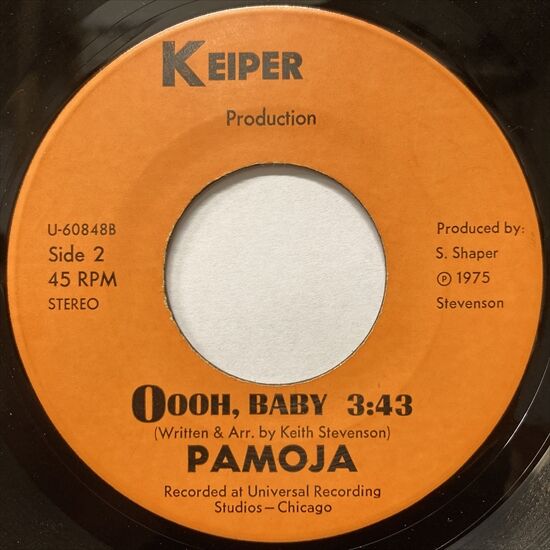 KEIPER
Production
U-60848B
Side 2
45 RPM
STEREO
Produced by:
S. Shaper
℗ 1975
Stevenson
OOOH, BABY 3:43
(Written & Arr. by Keith Stevenson)
PAMOJA
Recorded at Universal Recording
Studios—Chicago